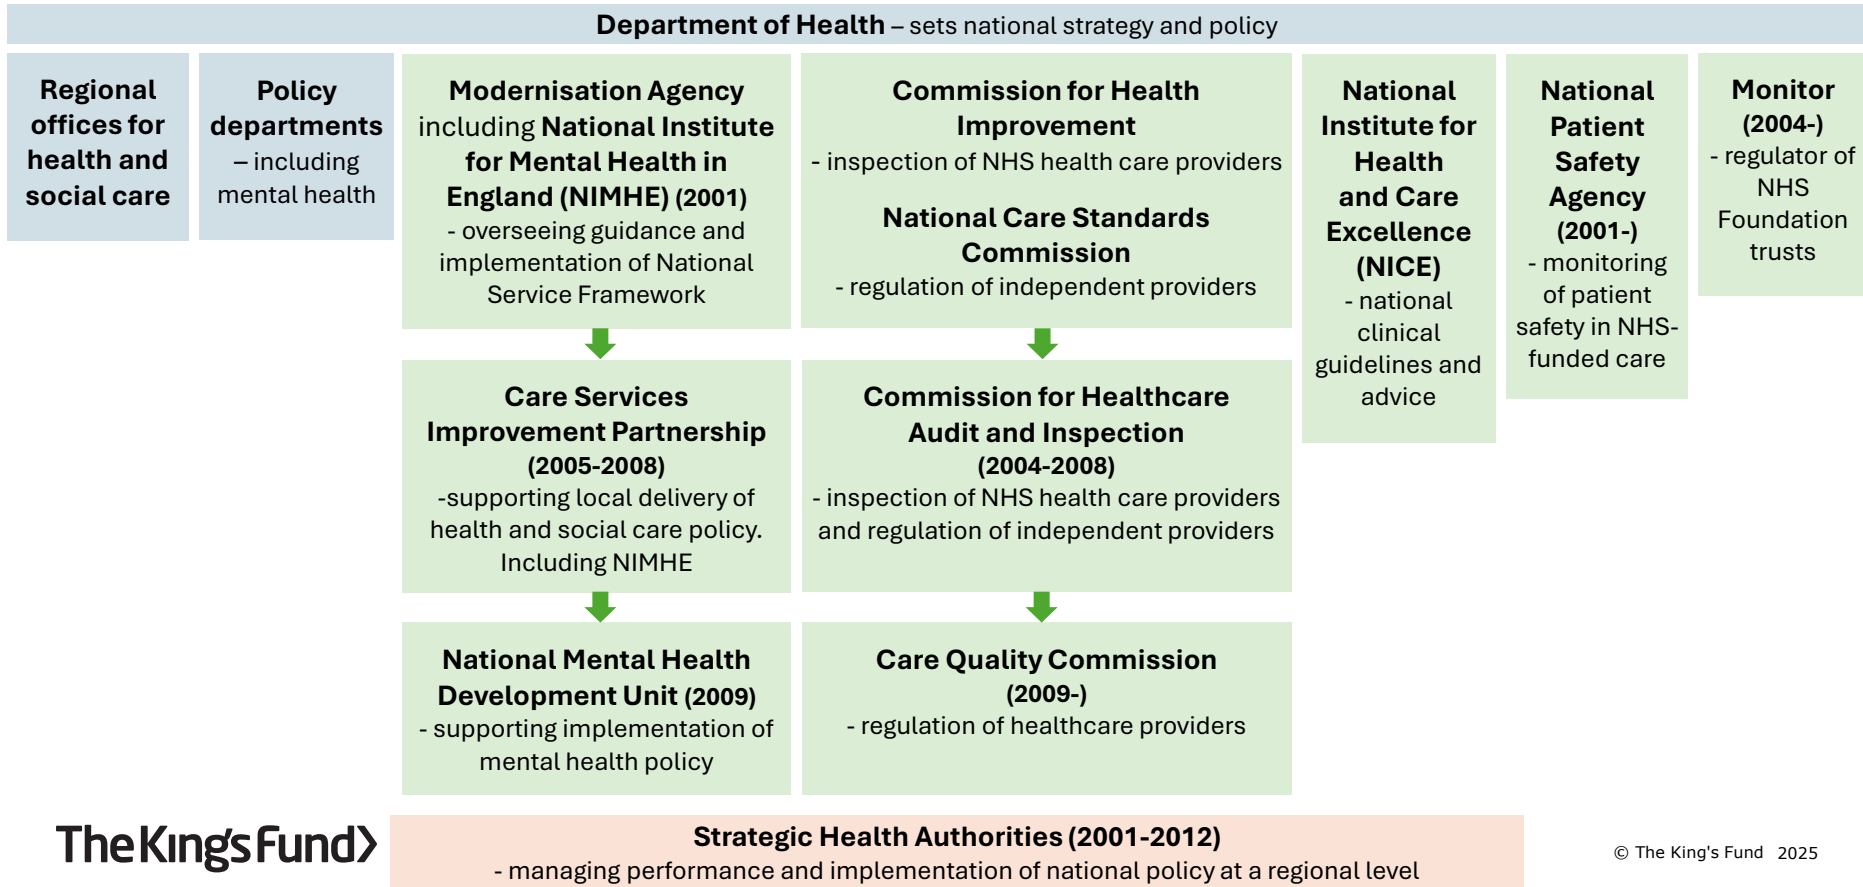 Department of Health – sets national strategy and policy
Regional
offices for
health and
social care
Policy
departments
– including
mental health
Modernisation Agency
including National Institute
for Mental Health in
England (NIMHE) (2001)
- overseeing guidance and
implementation of National
Service Framework
Commission for Health
Improvement
- inspection of NHS health care providers
National Care Standards
Commission
- regulation of independent providers
National
Institute for
Health
and Care
Excellence
(NICE)
- national
clinical
guidelines and
advice
National
Patient
Safety
Agency
(2001-)
- monitoring
of patient
safety in NHS-
funded care
Monitor
(2004-)
- regulator of
NHS
Foundation
trusts
Care Services
Improvement Partnership
(2005-2008)
-supporting local delivery of
health and social care policy.
Including NIMHE
Commission for Healthcare
Audit and Inspection
(2004-2008)
- inspection of NHS health care providers
and regulation of independent providers
National Mental Health
Development Unit (2009)
- supporting implementation of
mental health policy
Care Quality Commission
(2009-)
- regulation of healthcare providers
The King's Fund
Strategic Health Authorities (2001-2012)
- managing performance and implementation of national policy at a regional level
© The King's Fund 2025